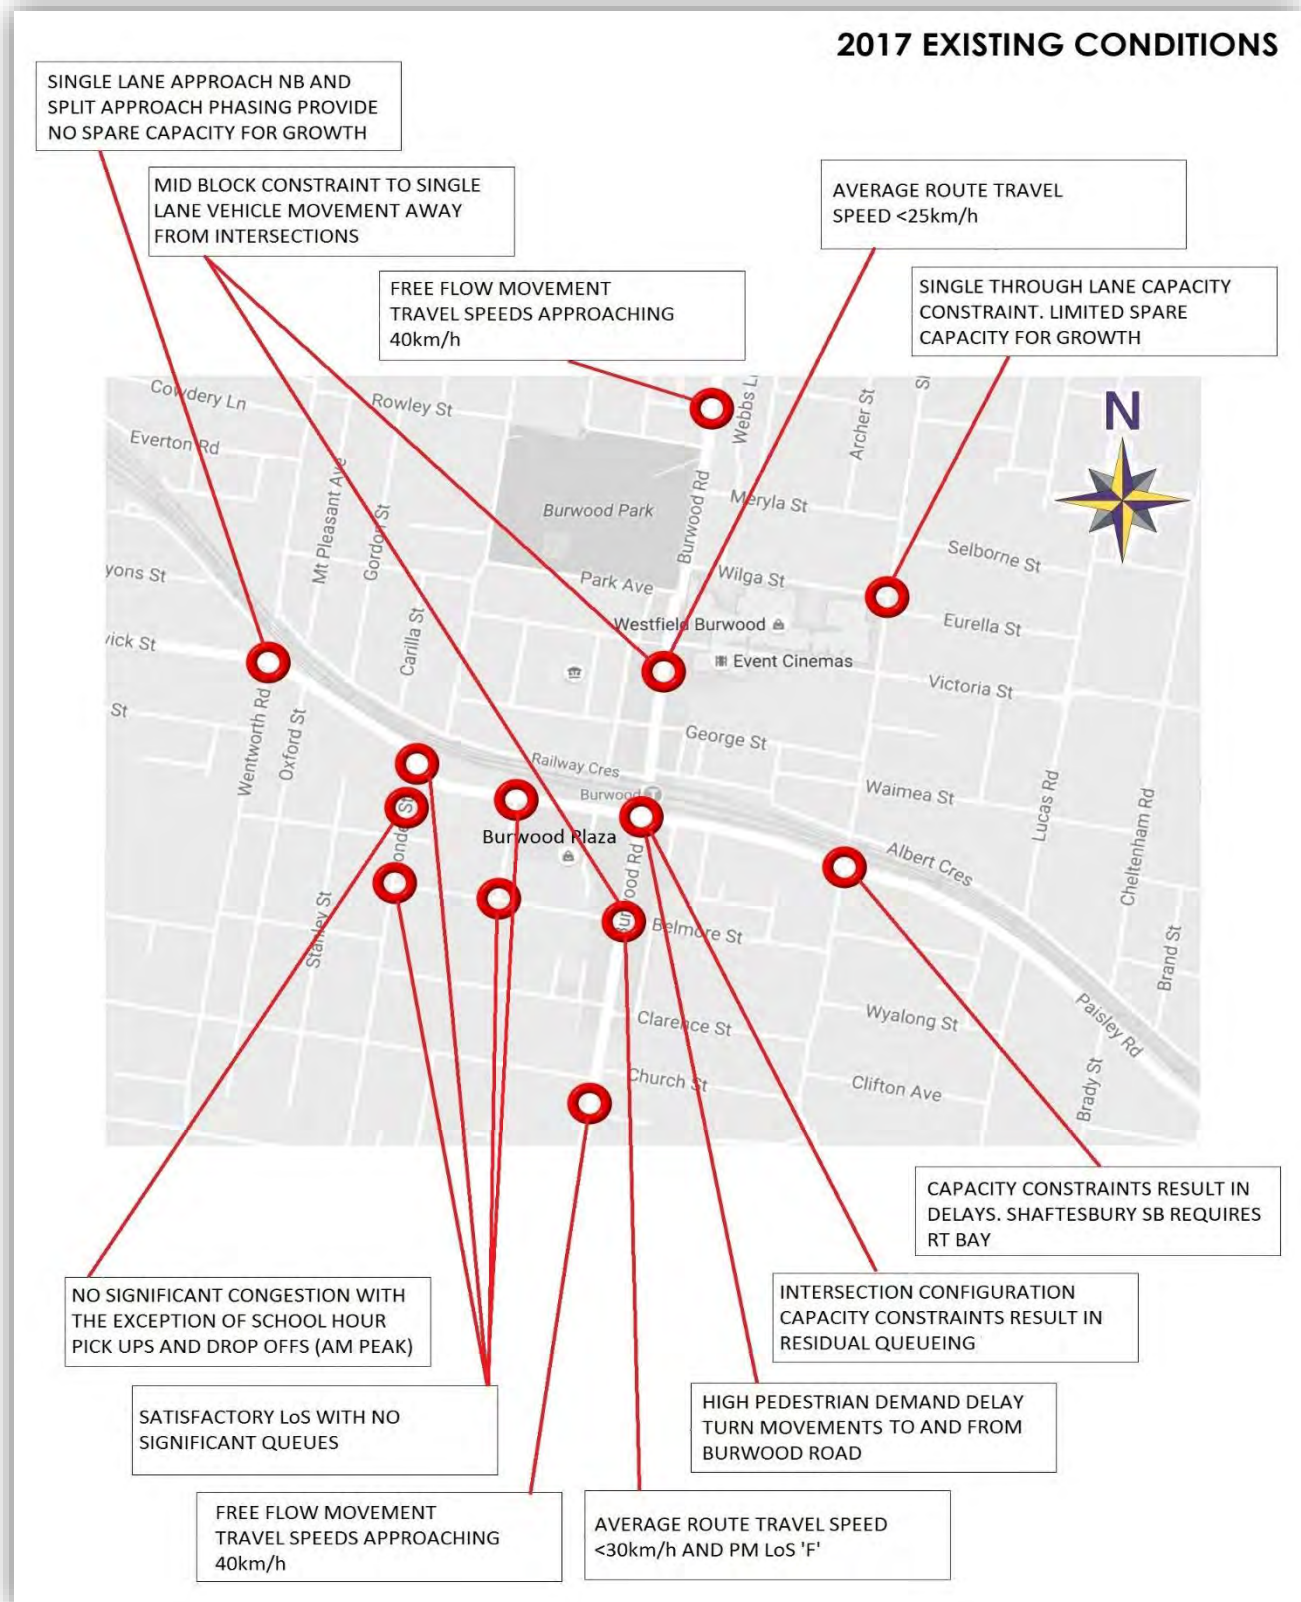 2017 EXISTING CONDITIONS
SINGLE LANE APPROACH NB AND
SPLIT APPROACH PHASING PROVIDE
NO SPARE CAPACITY FOR GROWTH
MID BLOCK CONSTRAINT TO SINGLE
LANE VEHICLE MOVEMENT AWAY
FROM INTERSECTIONS
AVERAGE ROUTE TRAVEL
SPEED <25km/h
FREE FLOW MOVEMENT
TRAVEL SPEEDS APPROACHING
40km/h
SINGLE THROUGH LANE CAPACITY
CONSTRAINT. LIMITED SPARE
CAPACITY FOR GROWTH
N
Cowdery Ln
Rowley St
Everton Rd
Webbs
Archer St
Mt Pleasant Ave
Gordon St
Burwood Park
Burwood Rd
Meryla St
Selborne St
yons St
Park Ave
Wilga St
Westfield Burwood
Eurella St
vick St
Carilla St
Event Cinemas
Victoria St
St
Wentworth Rd
Oxford St
George St
Railway Cres
Burwood
Waimea St
Lucas Rd
Cheltenham Rd
Burwood Plaza
Albert Cres
Stanley St
Belmore St
Brand St
Clarence St
Wyalong St
Paisley Rd
Church St
Clifton Ave
Brady St
CAPACITY CONSTRAINTS RESULT IN
DELAYS. SHAFTESBURY SB REQUIRES
RT BAY
NO SIGNIFICANT CONGESTION WITH
THE EXCEPTION OF SCHOOL HOUR
PICK UPS AND DROP OFFS (AM PEAK)
INTERSECTION CONFIGURATION
CAPACITY CONSTRAINTS RESULT IN
RESIDUAL QUEUEING
SATISFACTORY LoS WITH NO
SIGNIFICANT QUEUES
HIGH PEDESTRIAN DEMAND DELAY
TURN MOVEMENTS TO AND FROM
BURWOOD ROAD
FREE FLOW MOVEMENT
TRAVEL SPEEDS APPROACHING
40km/h
AVERAGE ROUTE TRAVEL SPEED
<30km/h AND PM LoS 'F'